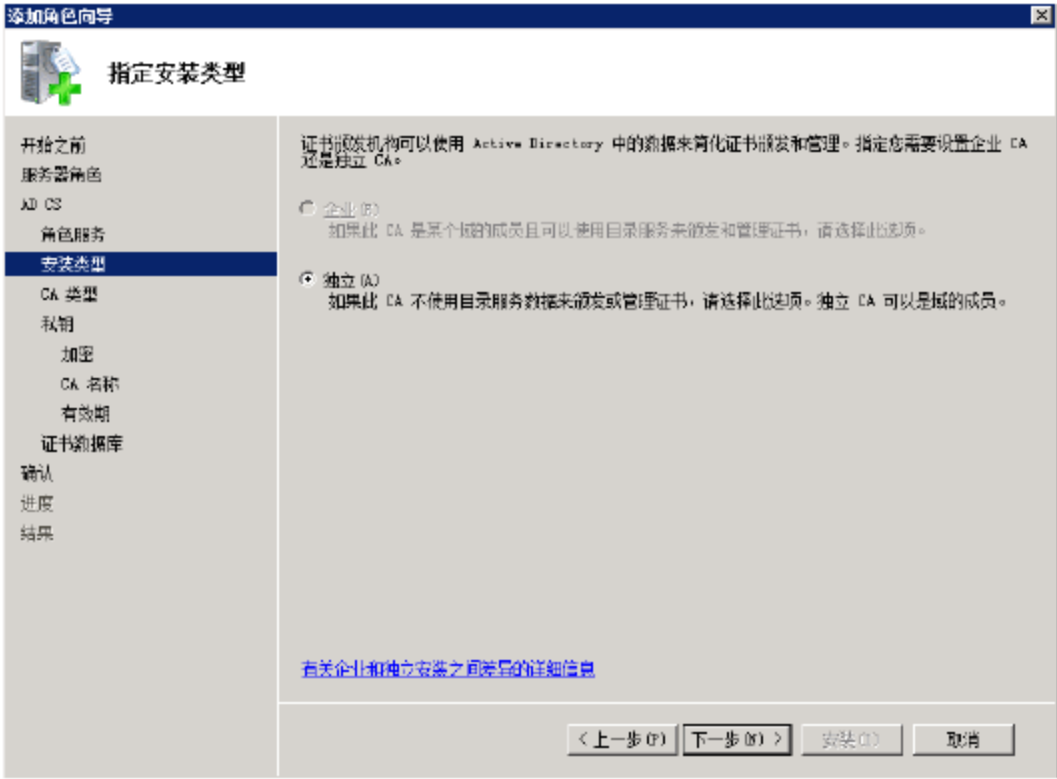 添加角色向导
指定安装类型
开始之前
服务器角色
AD CS
角色服务
安装类型
CA 类型
私钥
加密
CA 名称
有效期
证书数据库
确认
进度
结果
证书颁发机构可以使用 Active Directory 中的数据来简化证书颁发和管理。指定您需要设置企业 CA
还是独立 CA。
企业(E)
如果此 CA 是某个域的成员且可以使用目录服务来颁发和管理证书，请选择此选项。
独立(A)
如果此 CA 不使用目录服务数据来颁发或管理证书，请选择此选项。独立 CA 可以是域的成员。
有关企业和独立安装之间差异的详细信息
< 上一步(P)
下一步(N) >
安装(I)
取消